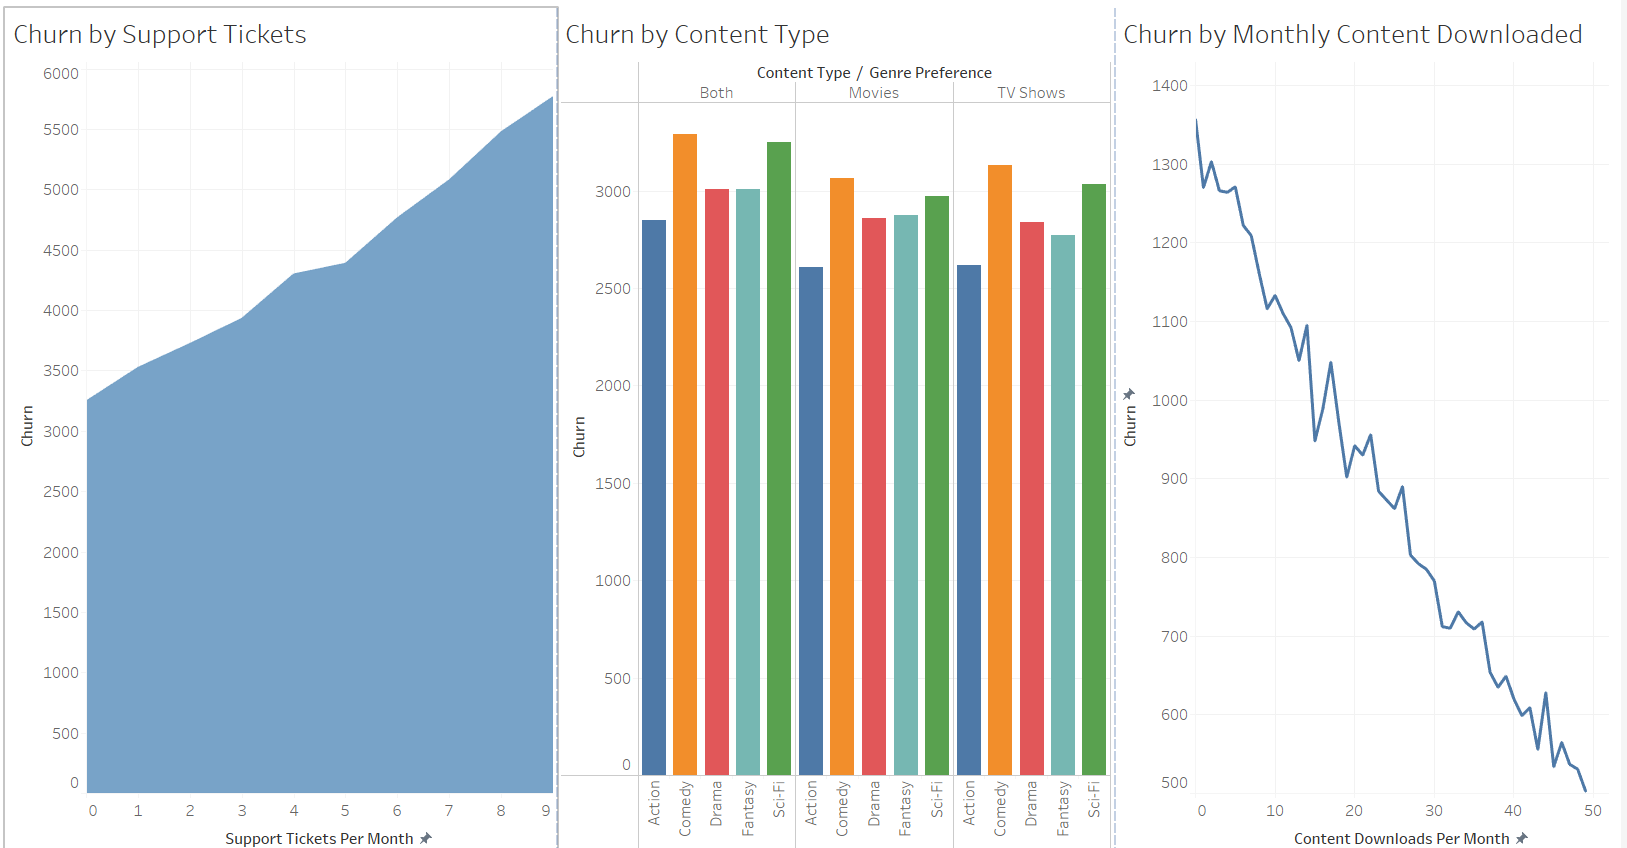 Churn by Support Tickets
6000
5500
5000
4500
4000
3500
3000
2500
2000
1500
1000
500
0
Churn
0 1 2 3 4 5 6 7 8 9
Support Tickets Per Month
Churn by Content Type
Content Type / Genre Preference
Both Movies TV Shows
3000
2500
2000
1500
1000
500
0
Churn
Action Comedy Drama Fantasy Sci-Fi Action Comedy Drama Fantasy Sci-Fi Action Comedy Drama Fantasy Sci-Fi
Churn by Monthly Content Downloaded
1400
1300
1200
1100
1000
900
800
700
600
500
Churn
0 10 20 30 40 50
Content Downloads Per Month